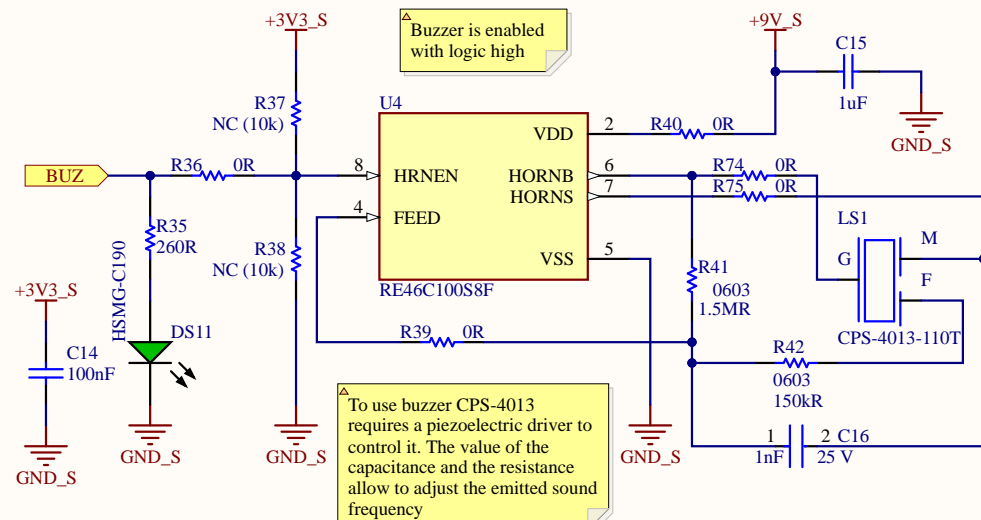 +3V3_S
Buzzer is enabled
with logic high
+9V_S
C15
1uF
GND_S
R37
NC (10k)
U4
VDD
2
R40
0R
BUZ
R36
0R
8
HRNEN
HORNB
6
R74
0R
HORNS
7
R75
0R
4
FEED
R35
260R
HSMG-C190
R38
NC (10k)
VSS
5
RE46C100S8F
R41
0603
1.5MR
LS1
G
M
F
CPS-4013-110T
+3V3_S
C14
100nF
DS11
R39
0R
R42
0603
150kR
GND_S
GND_S
GND_S
GND_S
To use buzzer CPS-4013
requires a piezoelectric driver to
control it. The value of the
capacitance and the resistance
allow to adjust the emitted sound
frequency
1
2
C16
1nF
25 V